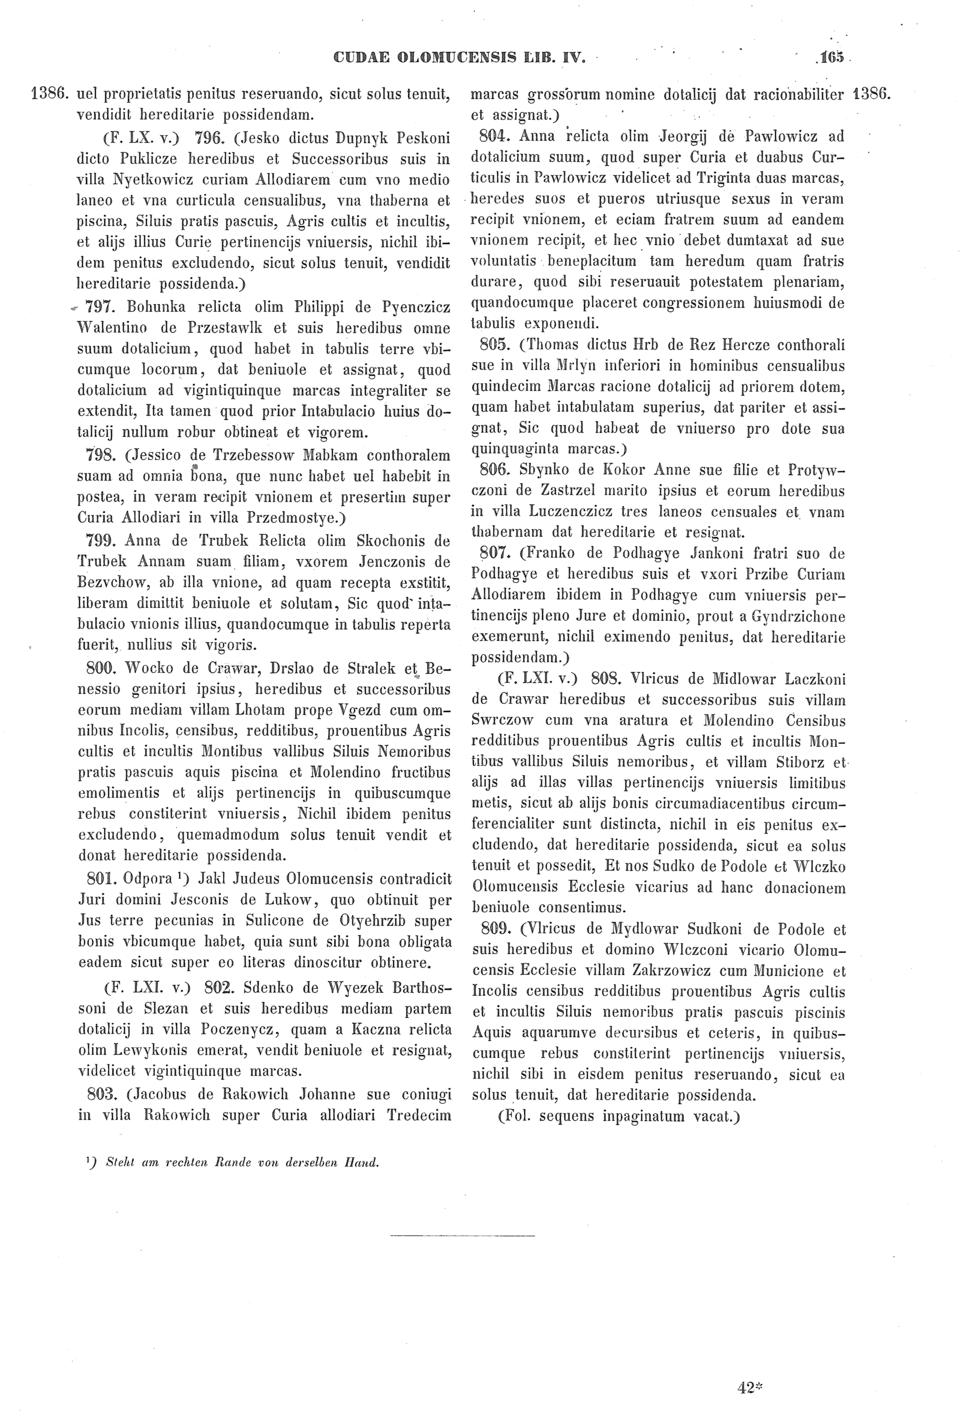 CUDAE OLOMUCENSIS LIB. IV.
165
1386. uel proprietatis penitus reseruando, sicut solus tenuit,
vendidit hereditarie possidendam.
(F. LX. v.) 796. (Jesko dictus Dupnyk Peskoni
dicto Puklicze heredibus et Successoribus suis in
villa Nyetkowicz curiam Allodiarem cum vno medio
laneo et vna curticula censualibus, vna thaberna et
piscina, Siluis pratis pascuis, Agris cultis et incultis,
et alijs illius Curię pertinencijs vniuersis, nichil ibi-
dem penitus excludendo, sicut solus tenuit, vendidit
hereditarie possidenda.)
797. Bohunka relicta olim Philippi de Pyenczicz
Walentino de Przestawlk et suis heredibus omne
suum dotalicium, quod habet in tabulis terre vbi-
cumque locorum, dat beniuole et assignat, quod
dotalicium ad vigintiquinque marcas integraliter se
extendit, Ita tamen quod prior Intabulacio huius do-
talicij nullum robur obtineat et vigorem.
798. (Jessico de Trzebessow Mabkam conthoralem
suam ad omnia bona, que nunc habet uel habebit in
postea, in veram recipit vnionem et presertim super
Curia Allodiari in villa Przedmostye.)
799. Anna de Trubek Relicta olim Skochonis de
Trubek Annam suam filiam, vxorem Jenczonis de
Bezvchow, ab illa vnione, ad quam recepta exstitit,
liberam dimittit beniuole et solutam, Sic quod inta-
bulacio vnionis illius, quandocumque in tabulis reperta
fuerit, nullius sit vigoris.
800. Wocko de Crawar, Drslao de Stralek et Be-
nessio genitori ipsius, heredibus et successoribus
eorum mediam villam Lhotam prope Vgezd cum om-
nibus Incolis, censibus, redditibus, prouentibus Agris
cultis et incultis Montibus vallibus Siluis Nemoribus
pratis pascuis aquis piscina et Molendino fructibus
emolimentis et alijs pertinencijs in quibuscumque
rebus constiterint vniuersis, Nichil ibidem penitus
excludendo, quemadmodum solus tenuit vendit et
donat hereditarie possidenda.
801. Odpora ¹) Jakl Judeus Olomucensis contradicit
Juri domini Jesconis de Lukow, quo obtinuit per
Jus terre pecunias in Sulicone de Otyehrzib super
bonis vbicumque habet, quia sunt sibi bona obligata
eadem sicut super eo literas dinoscitur obtinere.
(F. LXI. v.) 802. Sdenko de Wyezek Barthos-
soni de Slezan et suis heredibus mediam partem
dotalicij in villa Poczenycz, quam a Kaczna relicta
olim Lewykonis emerat, vendit beniuole et resignat,
videlicet vigintiquinque marcas.
803. (Jacobus de Rakowich Johanne sue coniugi
in villa Rakowich super Curia allodiari Tredecim
marcas grossorum nomine dotalicij dat racionabiliter 1386.
et assignat.)
804. Anna relicta olim Jeorgij de Pawlowicz ad
dotalicium suum, quod super Curia et duabus Cur-
ticulis in Pawlowicz videlicet ad Triginta duas marcas,
heredes suos et pueros utriusque sexus in veram
recipit vnionem, et eciam fratrem suum ad eandem
vnionem recipit, et hec vnio debet dumtaxat ad sue
voluntatis beneplacitum tam heredum quam fratris
durare, quod sibi reseruauit potestatem plenariam,
quandocumque placeret congressionem huiusmodi de
tabulis exponendi.
805. (Thomas dictus Hrb de Rez Hercze conthorali
sue in villa Mrlyn inferiori in hominibus censualibus
quindecim Marcas racione dotalicij ad priorem dotem,
quam habet intabulatam superius, dat pariter et assi-
gnat, Sic quod habeat de vniuerso pro dote sua
quinquaginta marcas.)
806. Sbynko de Kokor Anne sue filie et Protyw-
czoni de Zastrzel marito ipsius et eorum heredibus
in villa Luczenczicz tres laneos censuales et vnam
thabernam dat hereditarie et resignat.
807. (Franko de Podhagye Jankoni fratri suo de
Podhagye et heredibus suis et vxori Przibe Curiam
Allodiarem ibidem in Podhagye cum vniuersis per-
tinencijs pleno Jure et dominio, prout a Gyndrzichone
exemerunt, nichil eximendo penitus, dat hereditarie
possidendam.)
(F. LXI. v.) 808. Vlricus de Midlowar Laczkoni
de Crawar heredibus et successoribus suis villam
Swrczow cum vna aratura et Molendino Censibus
redditibus prouentibus Agris cultis et incultis Mon-
tibus vallibus Siluis nemoribus, et villam Stiborz et
alijs ad illas villas pertinencijs vniuersis limitibus
metis, sicut ab alijs bonis circumadiacentibus circum-
ferencialiter sunt distincta, nichil in eis penitus ex-
cludendo, dat hereditarie possidenda, sicut ea solus
tenuit et possedit, Et nos Sudko de Podole et Wlczko
Olomucensis Ecclesie vicarius ad hanc donacionem
beniuole consentimus.
809. (Vlricus de Mydlowar Sudkoni de Podole et
suis heredibus et domino Wlczconi vicario Olomu-
censis Ecclesie villam Zakrzowicz cum Municione et
Incolis censibus redditibus prouentibus Agris cultis
et incultis Siluis nemoribus pratis pascuis piscinis
Aquis aquarumve decursibus et ceteris, in quibus-
cumque rebus constiterint pertinencijs vniuersis,
nichil sibi in eisdem penitus reseruando, sicut ea
solus tenuit, dat hereditarie possidenda.
(Fol. sequens inpaginatum vacat.)
¹) Steht am rechten Rande von derselben Hand.
42*